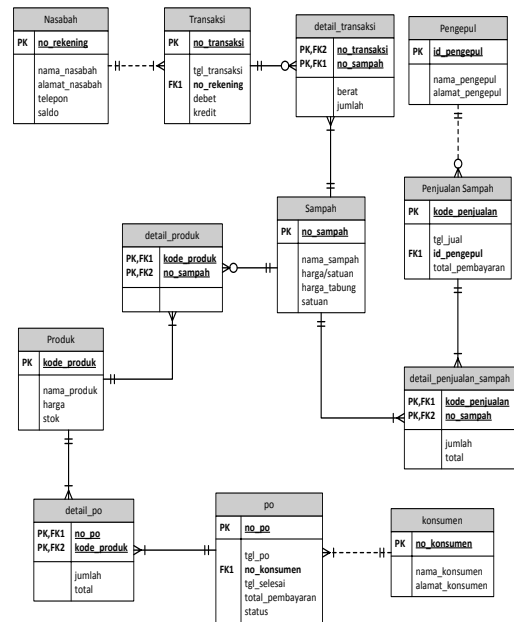 Nasabah
PK no_rekening
nama_nasabah
alamat_nasabah
telepon
saldo
Transaksi
PK no_transaksi
tgl_transaksi
FK1 no_rekening
debet
kredit
detail_transaksi
PK,FK2 no_transaksi
PK,FK1 no_sampah
berat
jumlah
Pengepul
PK id_pengepul
nama_pengepul
alamat_pengepul
Penjualan Sampah
PK kode_penjualan
tgl_jual
FK1 id_pengepul
total_pembayaran
Sampah
PK no_sampah
nama_sampah
harga/satuan
harga_tabung
satuan
detail_produk
PK,FK1 kode_produk
PK,FK2 no_sampah
Produk
PK kode_produk
nama_produk
harga
stok
detail_penjualan_sampah
PK,FK1 kode_penjualan
PK,FK2 no_sampah
jumlah
total
detail_po
PK,FK1 no_po
PK,FK2 kode_produk
jumlah
total
po
PK no_po
tgl_po
FK1 no_konsumen
tgl_selesai
total_pembayaran
status
konsumen
PK no_konsumen
nama_konsumen
alamat_konsumen